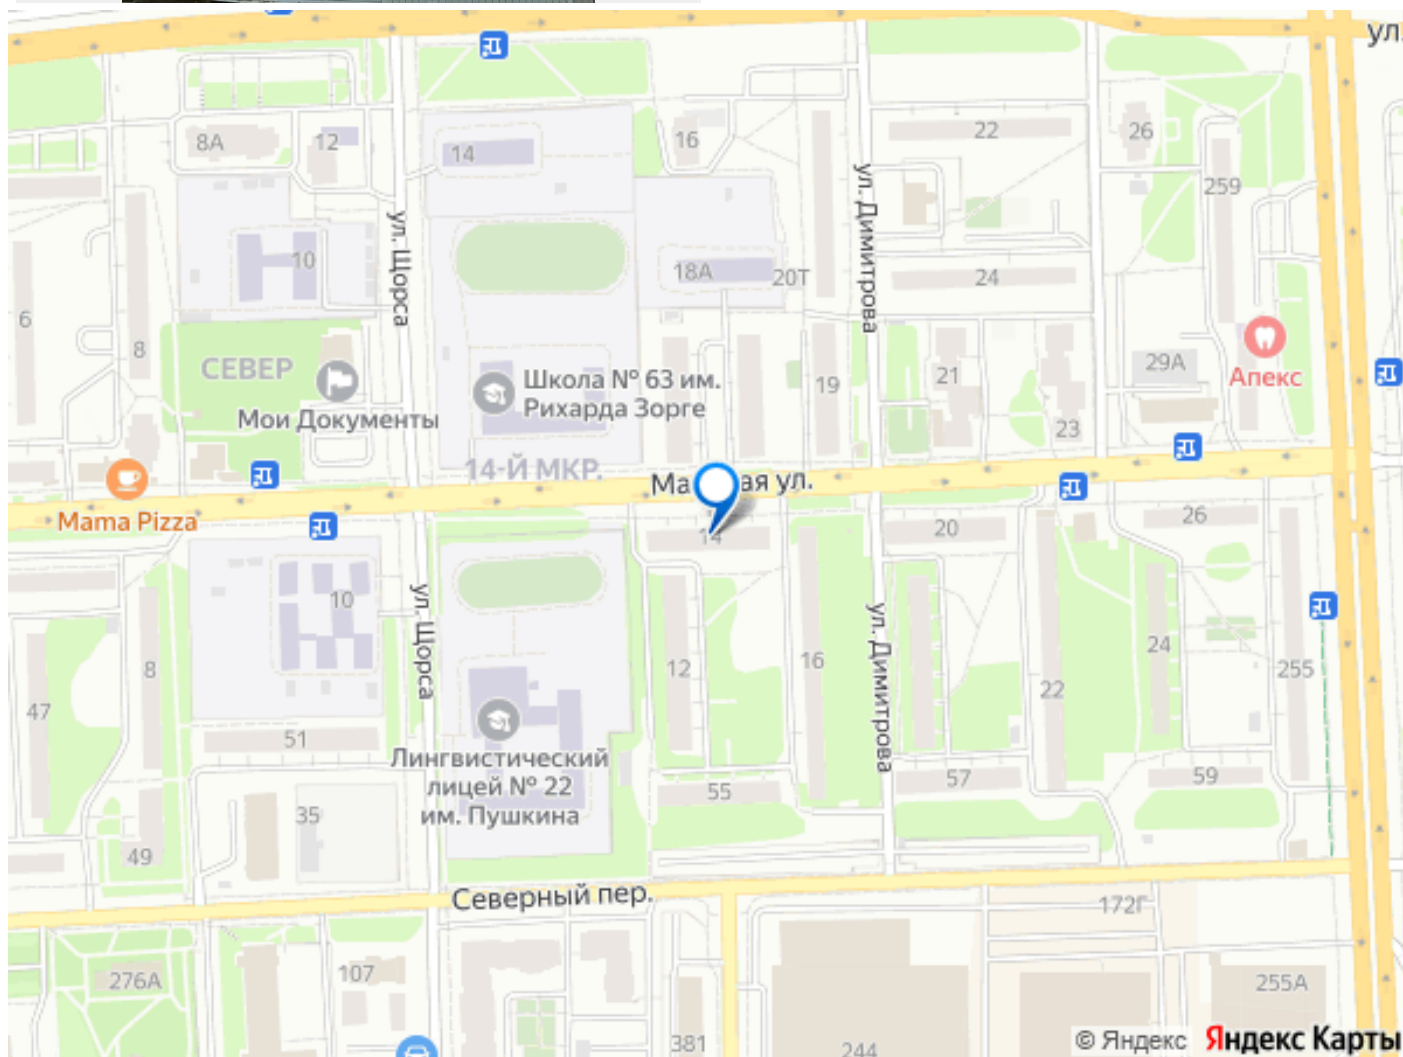 ул.
8А
12
14
16
22
26
259
ул. Щорса
ул. Димитрова
10
18А
20Т
24
6
8
СЕВЕР
Мои Документы
Школа № 63 им.
Рихарда Зорге
19
21
29А
Апекс
23
14-Й МКР.
Mama Pizza
14
20
26
10
ул. Щорса
ул. Димитрова
12
16
24
8
22
255
47
51
Лингвистический
лицей № 22
им. Пушкина
55
57
59
35
49
Северный пер.
172Г
276А
107
255А
381
244
© Яндекс
Яндекс Карты